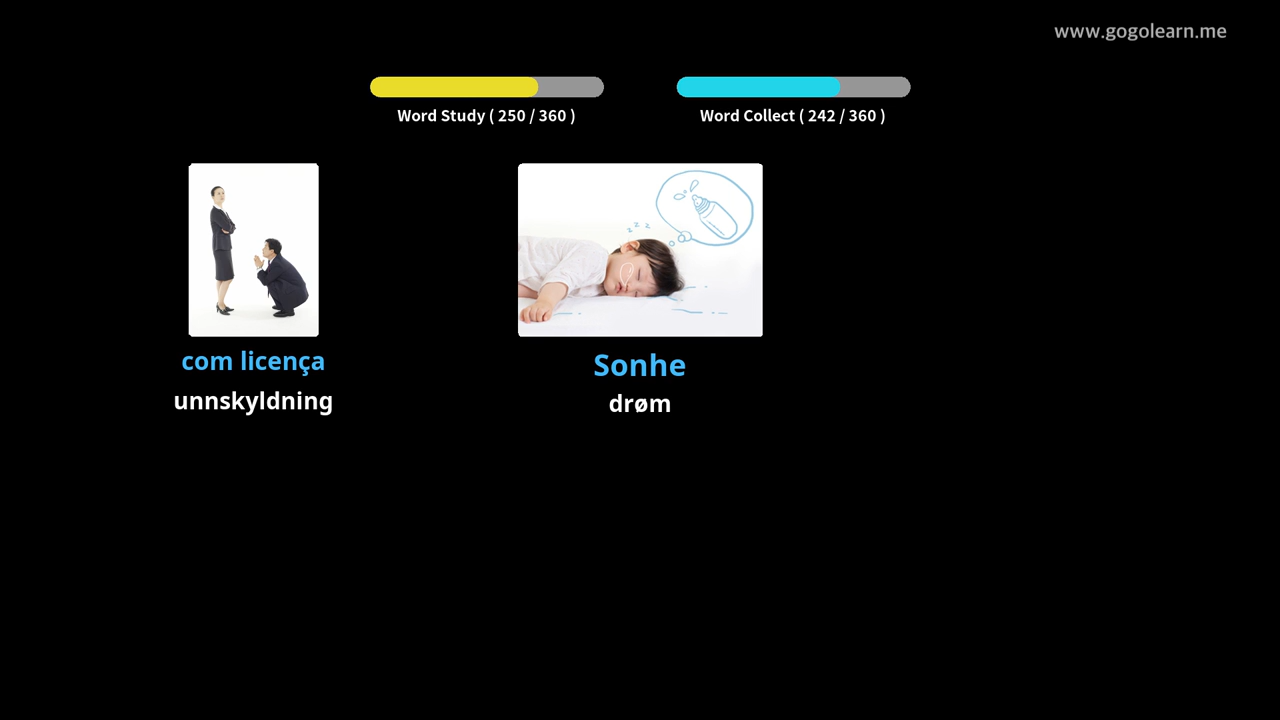 www.gogolearn.me
Word Study ( 250 / 360 )
Word Collect ( 242 / 360 )
com licença
unnskyldning
z z z
Sonhe
drøm